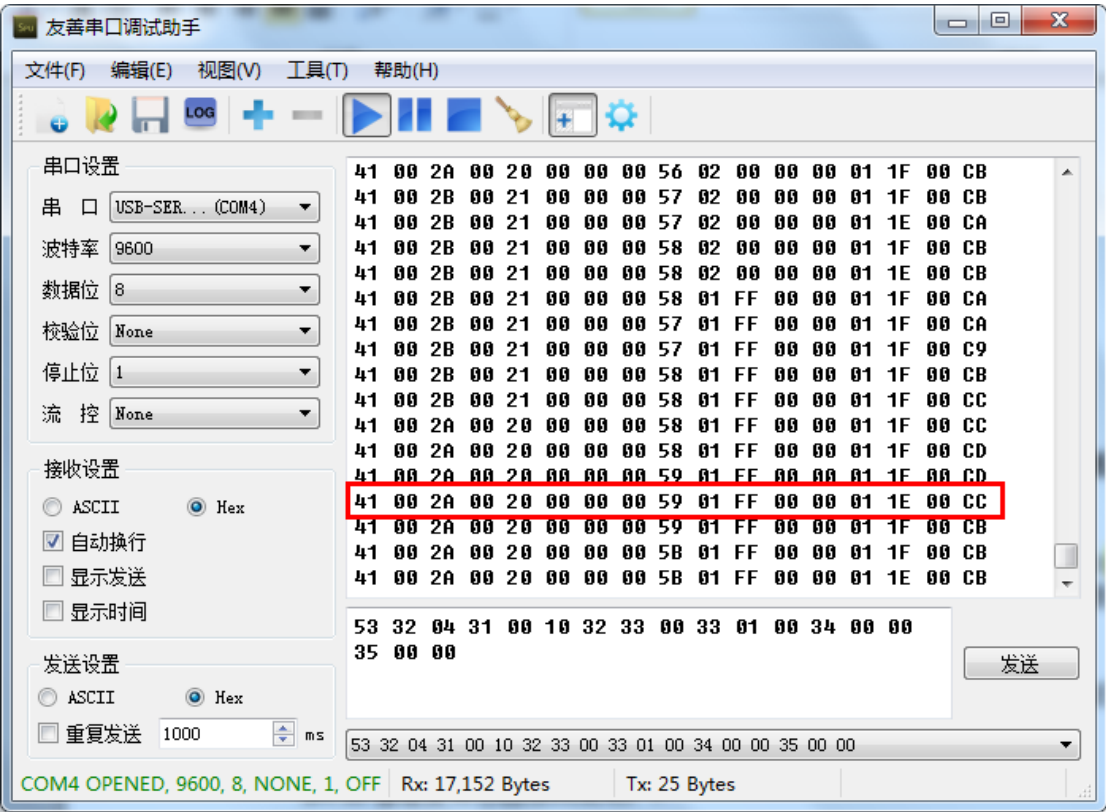 友善串口调试助手
文件(F) 编辑(E) 视图(V) 工具(T) 帮助(H)
LOG
串口设置
串 口 USB-SER... (COM4)
波特率 9600
数据位 8
校验位 None
停止位 1
流 控 None
接收设置
ASCII Hex
自动换行
显示发送
显示时间
发送设置
ASCII Hex
重复发送 1000 ms
41 00 2A 00 20 00 00 00 56 02 00 00 00 01 1F 00 CB
41 00 2B 00 21 00 00 00 57 02 00 00 00 01 1F 00 CB
41 00 2B 00 21 00 00 00 57 02 00 00 00 01 1E 00 CA
41 00 2B 00 21 00 00 00 58 02 00 00 00 01 1F 00 CB
41 00 2B 00 21 00 00 00 58 02 00 00 00 01 1E 00 CB
41 00 2B 00 21 00 00 00 58 01 FF 00 00 01 1F 00 CA
41 00 2B 00 21 00 00 00 57 01 FF 00 00 01 1F 00 CA
41 00 2B 00 21 00 00 00 57 01 FF 00 00 01 1F 00 C9
41 00 2B 00 21 00 00 00 58 01 FF 00 00 01 1F 00 CB
41 00 2B 00 21 00 00 00 58 01 FF 00 00 01 1F 00 CC
41 00 2A 00 20 00 00 00 58 01 FF 00 00 01 1F 00 CC
41 00 2A 00 20 00 00 00 58 01 FF 00 00 01 1F 00 CD
41 00 2A 00 20 00 00 00 59 01 FF 00 00 01 1F 00 CD
41 00 2A 00 20 00 00 00 59 01 FF 00 00 01 1E 00 CC
41 00 2A 00 20 00 00 00 59 01 FF 00 00 01 1F 00 CB
41 00 2A 00 20 00 00 00 5B 01 FF 00 00 01 1F 00 CB
41 00 2A 00 20 00 00 00 5B 01 FF 00 00 01 1E 00 CB
53 32 04 31 00 10 32 33 00 33 01 00 34 00 00
35 00 00
发送
53 32 04 31 00 10 32 33 00 33 01 00 34 00 00 35 00 00
COM4 OPENED, 9600, 8, NONE, 1, OFF Rx: 17,152 Bytes Tx: 25 Bytes